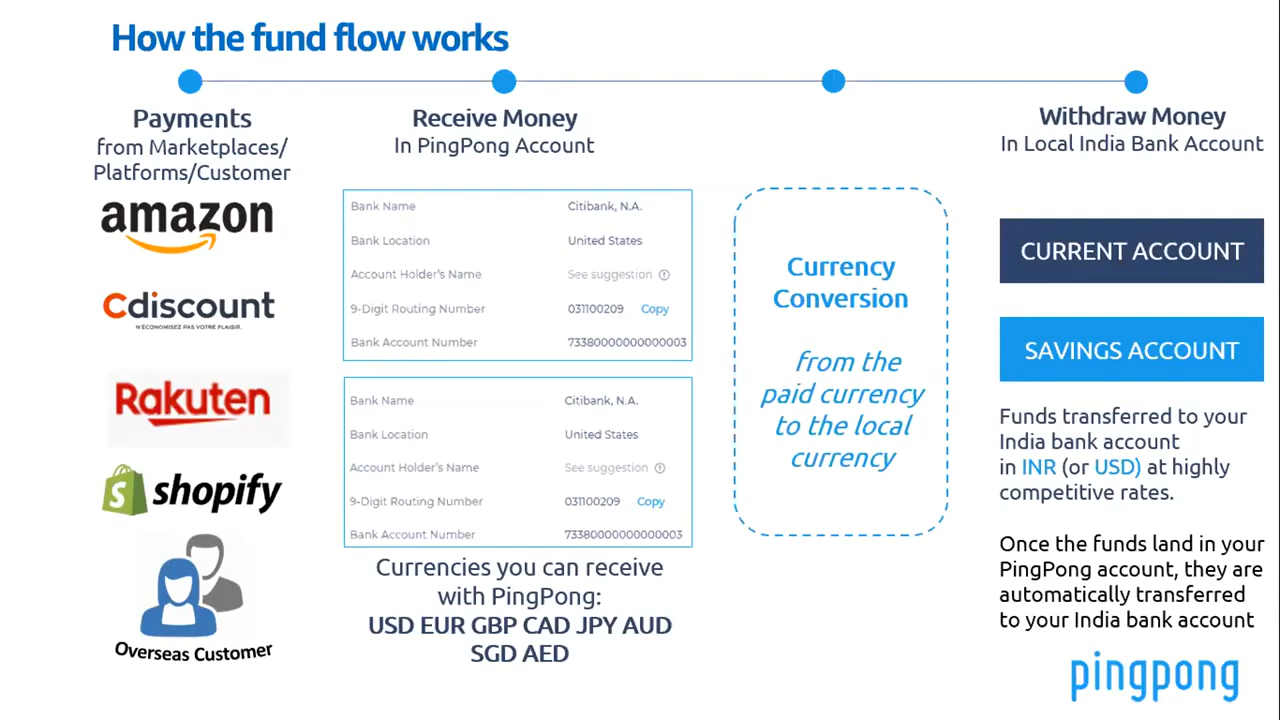 How the fund flow works
Payments
from Marketplaces/
Platforms/Customer
amazon
Cdiscount
N'ÉCONOMISEZ PAS VOTRE PLAISIR.
Rakuten
shopify
Overseas Customer
Receive Money
In PingPong Account
Bank Name Citibank, N.A.
Bank Location United States
Account Holder's Name See suggestion
9-Digit Routing Number 031100209 Copy
Bank Account Number 73380000000000003
Bank Name Citibank, N.A.
Bank Location United States
Account Holder's Name See suggestion
9-Digit Routing Number 031100209 Copy
Bank Account Number 73380000000000003
Currencies you can receive
with PingPong:
USD EUR GBP CAD JPY AUD
SGD AED
Currency
Conversion
from the
paid currency
to the local
currency
Withdraw Money
In Local India Bank Account
CURRENT ACCOUNT
SAVINGS ACCOUNT
Funds transferred to your
India bank account
in INR (or USD) at highly
competitive rates.
Once the funds land in your
PingPong account, they are
automatically transferred
to your India bank account
pingpong